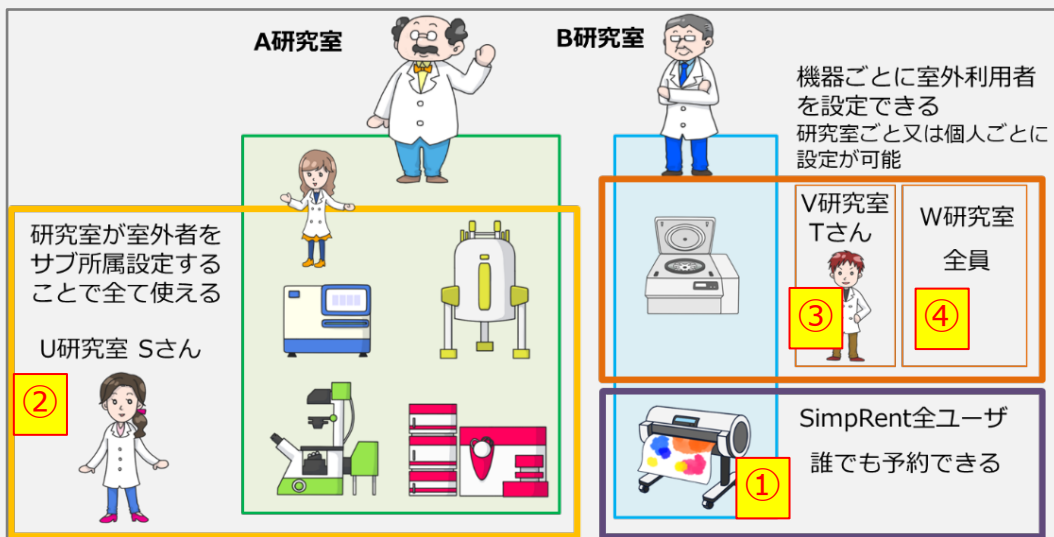 A研究室
B研究室
機器ごとに室外利用者
を設定できる
研究室ごと又は個人ごとに
設定が可能
研究室が室外者を
サブ所属設定する
ことで全て使える
U研究室 Sさん
②
V研究室
Tさん
③
W研究室
全員
④
SimpRent全ユーザ
誰でも予約できる
①